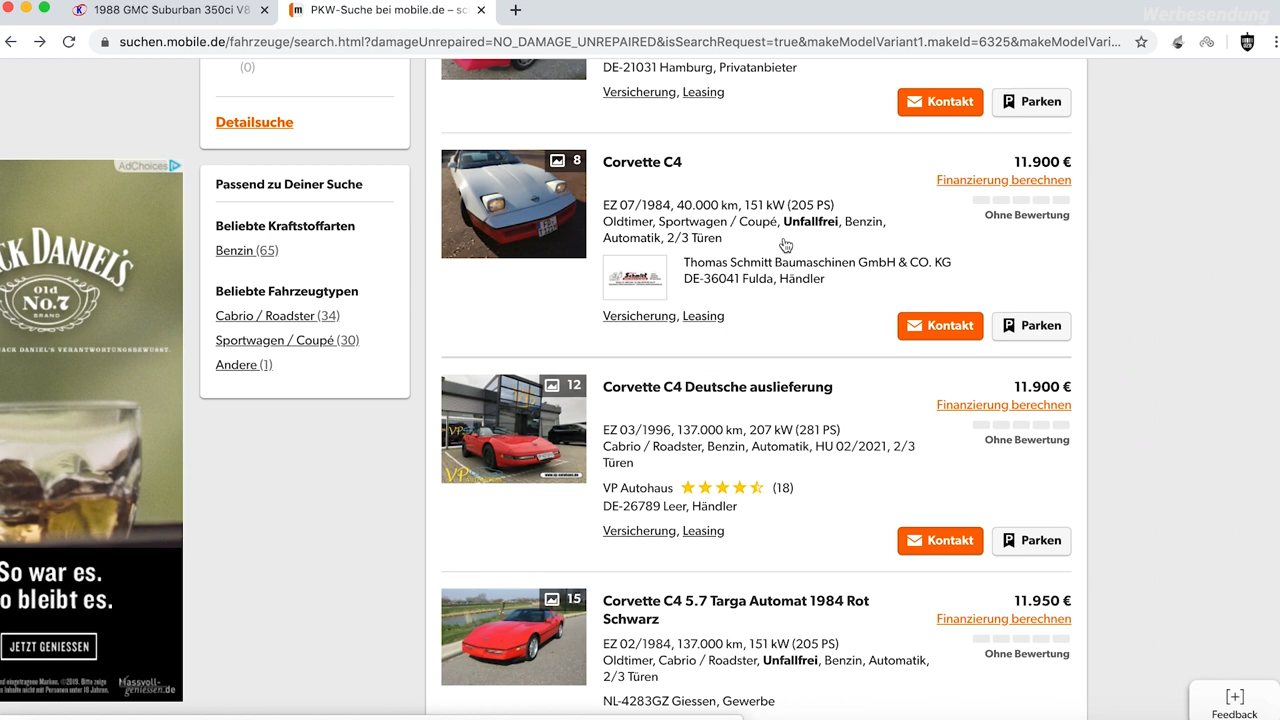 Werbesendung
1988 GMC Suburban 350ci V8
PKW-Suche bei mobile.de – sc
suchen.mobile.de/fahrzeuge/search.html?damageUnrepaired=NO_DAMAGE_UNREPAIRED&isSearchRequest=true&makeModelVariant1.makeId=6325&makeModelVari...
(0)
Detailsuche
Passend zu Deiner Suche
Beliebte Kraftstoffarten
Benzin (65)
Beliebte Fahrzeugtypen
Cabrio / Roadster (34)
Sportwagen / Coupé (30)
Andere (1)
AdChoices
CK DANIEL'S
Old
No.7
BRAND
JACK DANIEL'S VERANTWORTUNGSBEWUSST.
So war es.
o bleibt es.
JETZT GENIESSEN
Massvoll-
geniessen.de
DE-21031 Hamburg, Privatanbieter
Versicherung, Leasing
Kontakt
Parken
8
Corvette C4
11.900 €
Finanzierung berechnen
Ohne Bewertung
EZ 07/1984, 40.000 km, 151 kW (205 PS)
Oldtimer, Sportwagen / Coupé, Unfallfrei, Benzin,
Automatik, 2/3 Türen
Schmitt
Thomas Schmitt Baumaschinen GmbH & CO. KG
DE-36041 Fulda, Händler
Versicherung, Leasing
Kontakt
Parken
12
VP
VP
Corvette C4 Deutsche auslieferung
11.900 €
Finanzierung berechnen
Ohne Bewertung
EZ 03/1996, 137.000 km, 207 kW (281 PS)
Cabrio / Roadster, Benzin, Automatik, HU 02/2021, 2/3
Türen
VP Autohaus (18)
DE-26789 Leer, Händler
Versicherung, Leasing
Kontakt
Parken
15
Corvette C4 5.7 Targa Automat 1984 Rot
Schwarz
11.950 €
Finanzierung berechnen
Ohne Bewertung
EZ 02/1984, 137.000 km, 151 kW (205 PS)
Oldtimer, Cabrio / Roadster, Unfallfrei, Benzin, Automatik,
2/3 Türen
NL-4283GZ Giessen, Gewerbe
[+]
Feedback